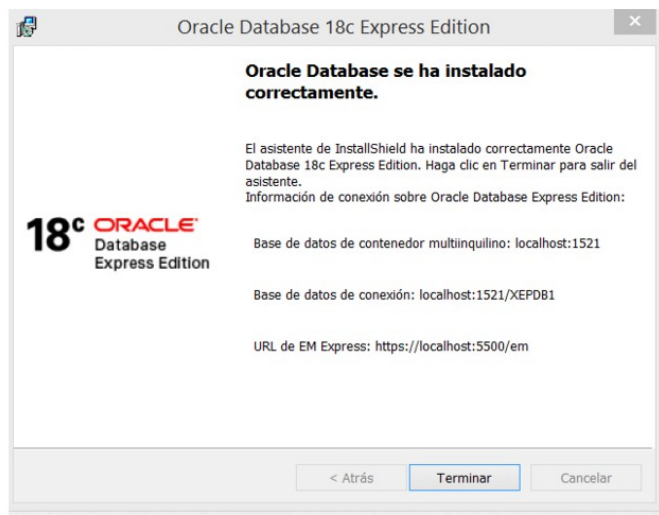 Oracle Database 18c Express Edition
Oracle Database se ha instalado
correctamente.
El asistente de InstallShield ha instalado correctamente Oracle
Database 18c Express Edition. Haga clic en Terminar para salir del
asistente.
Información de conexión sobre Oracle Database Express Edition:
18c ORACLE
Database
Express Edition
Base de datos de contenedor multiinquilino: localhost:1521
Base de datos de conexión: localhost:1521/XEPDB1
URL de EM Express: https://localhost:5500/em
< Atrás
Terminar
Cancelar